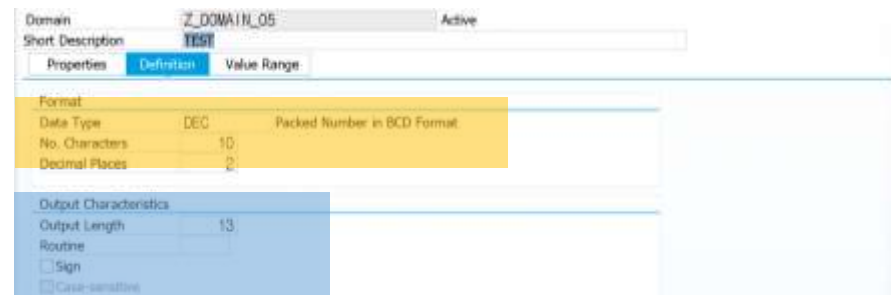 Domain Z_DOMAIN_05 Active
Short Description TEST
Properties Definition Value Range
Format
Data Type DEC Packed Number in BCD Format
No. Characters 10
Decimal Places 2
Output Characteristics
Output Length 13
Routine
Sign
Case-sensitive